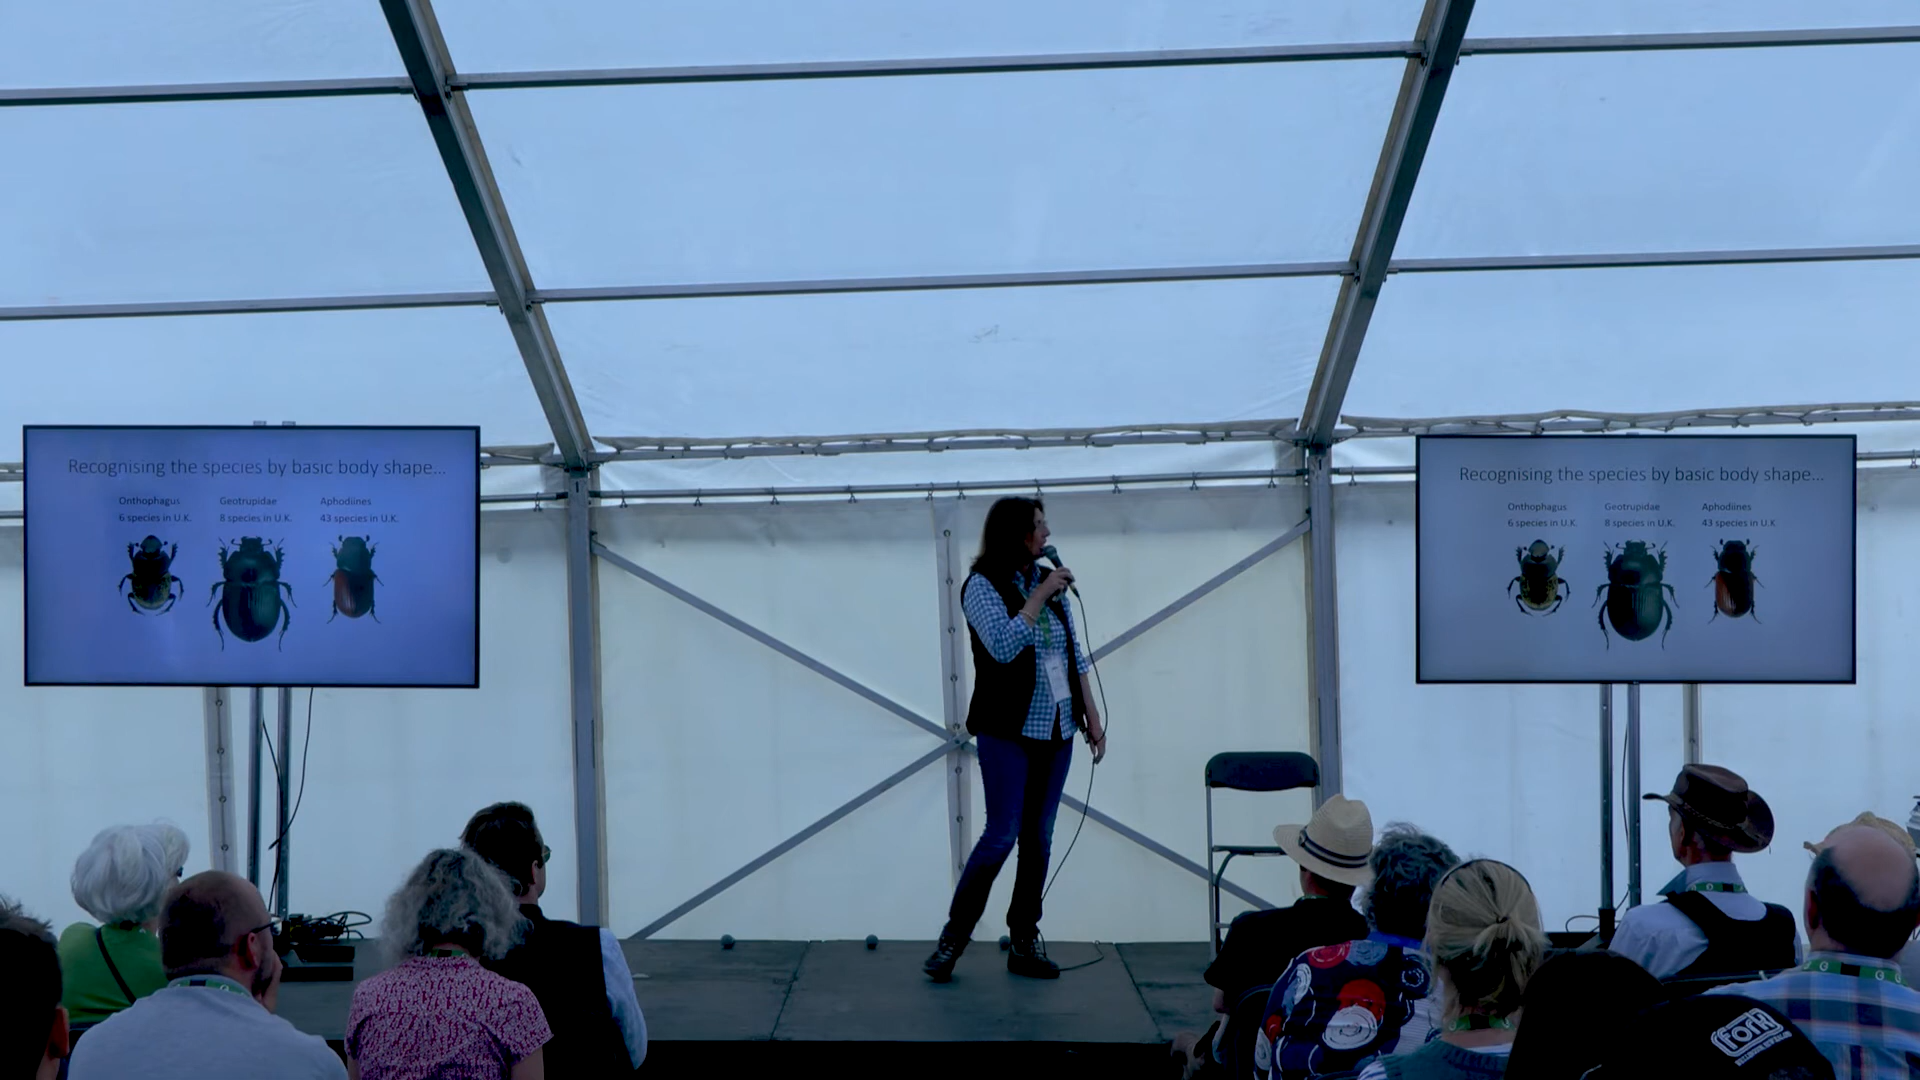 Recognising the species by basic body shape...
Onthophagus Geotrupidae Aphodiines
6 species in U.K. 8 species in U.K. 43 species in U.K.
Recognising the species by basic body shape...
Onthophagus Geotrupidae Aphodiines
6 species in U.K. 8 species in U.K. 43 species in U.K
fork